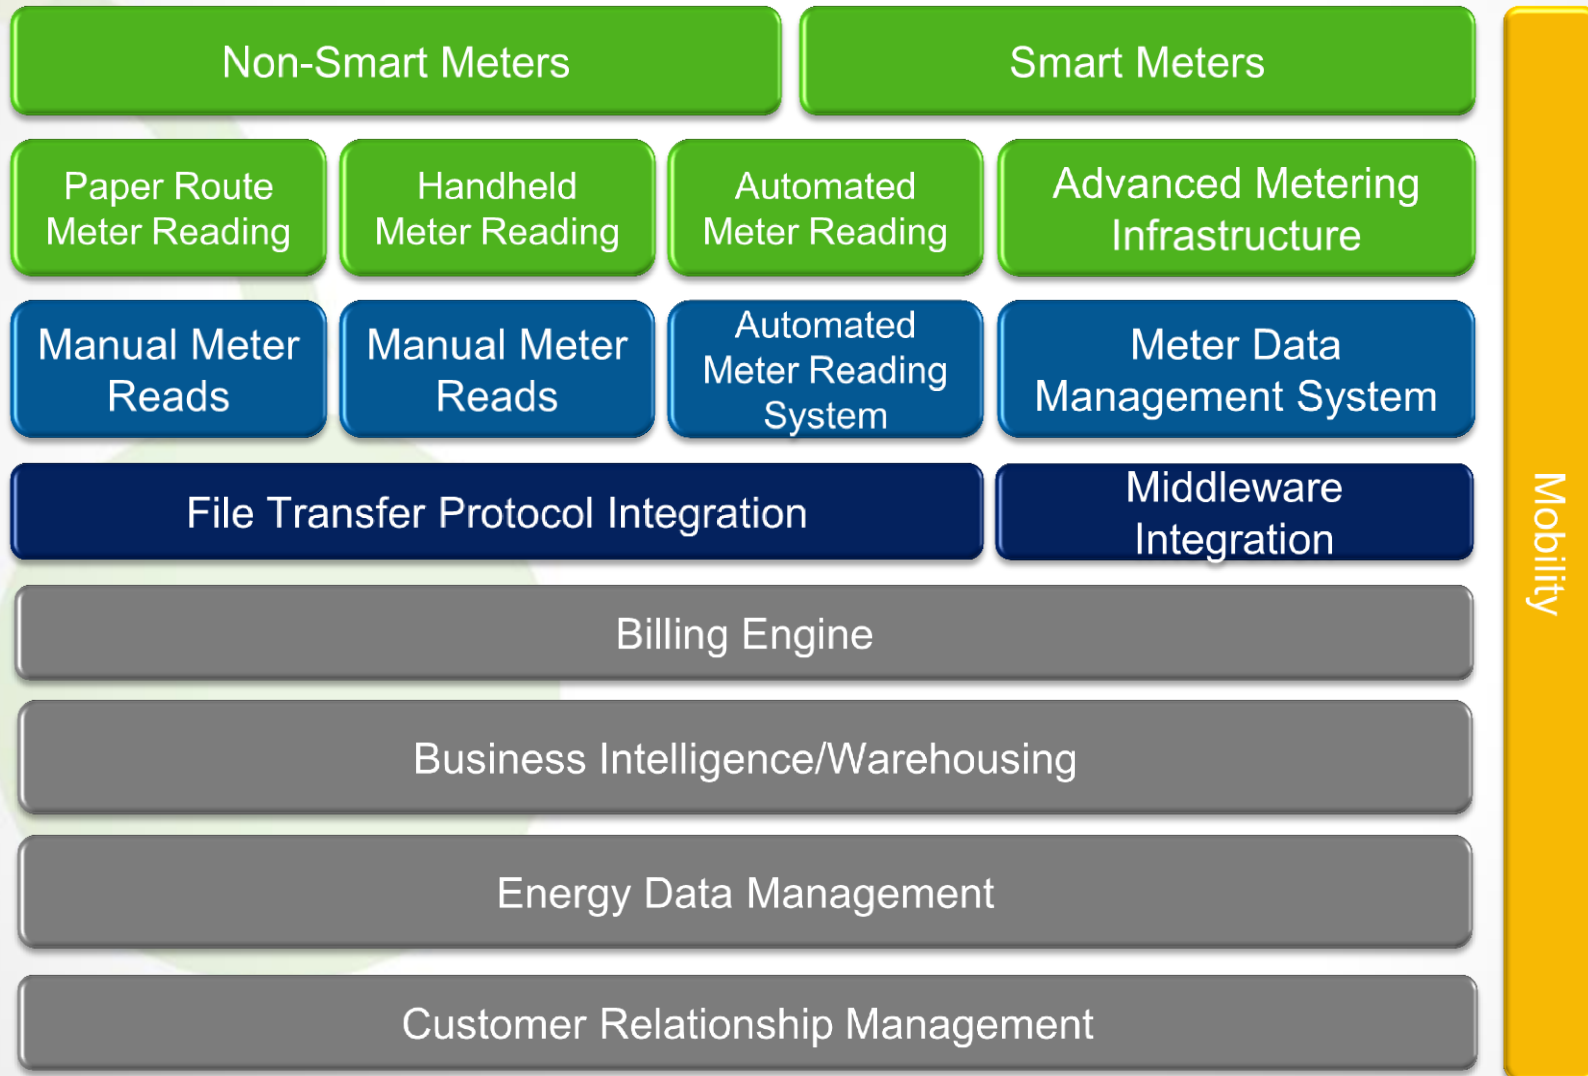 Non-Smart Meters
Smart Meters
Paper Route
Meter Reading
Handheld
Meter Reading
Automated
Meter Reading
Advanced Metering
Infrastructure
Manual Meter
Reads
Manual Meter
Reads
Automated
Meter Reading
System
Meter Data
Management System
File Transfer Protocol Integration
Middleware
Integration
Billing Engine
Business Intelligence/Warehousing
Energy Data Management
Customer Relationship Management
Mobility